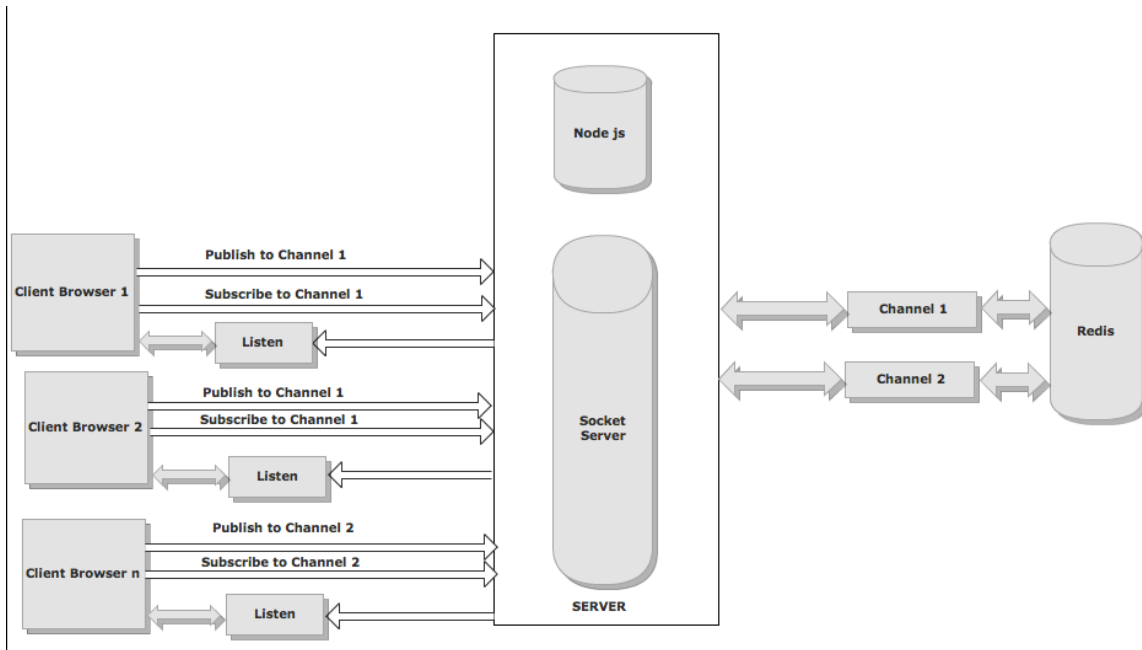 Node js
Publish to Channel 1
Client Browser 1
Subscribe to Channel 1
Listen
Channel 1
Redis
Channel 2
Publish to Channel 1
Client Browser 2
Subscribe to Channel 1
Listen
Socket
Server
Publish to Channel 2
Client Browser n
Subscribe to Channel 2
Listen
SERVER